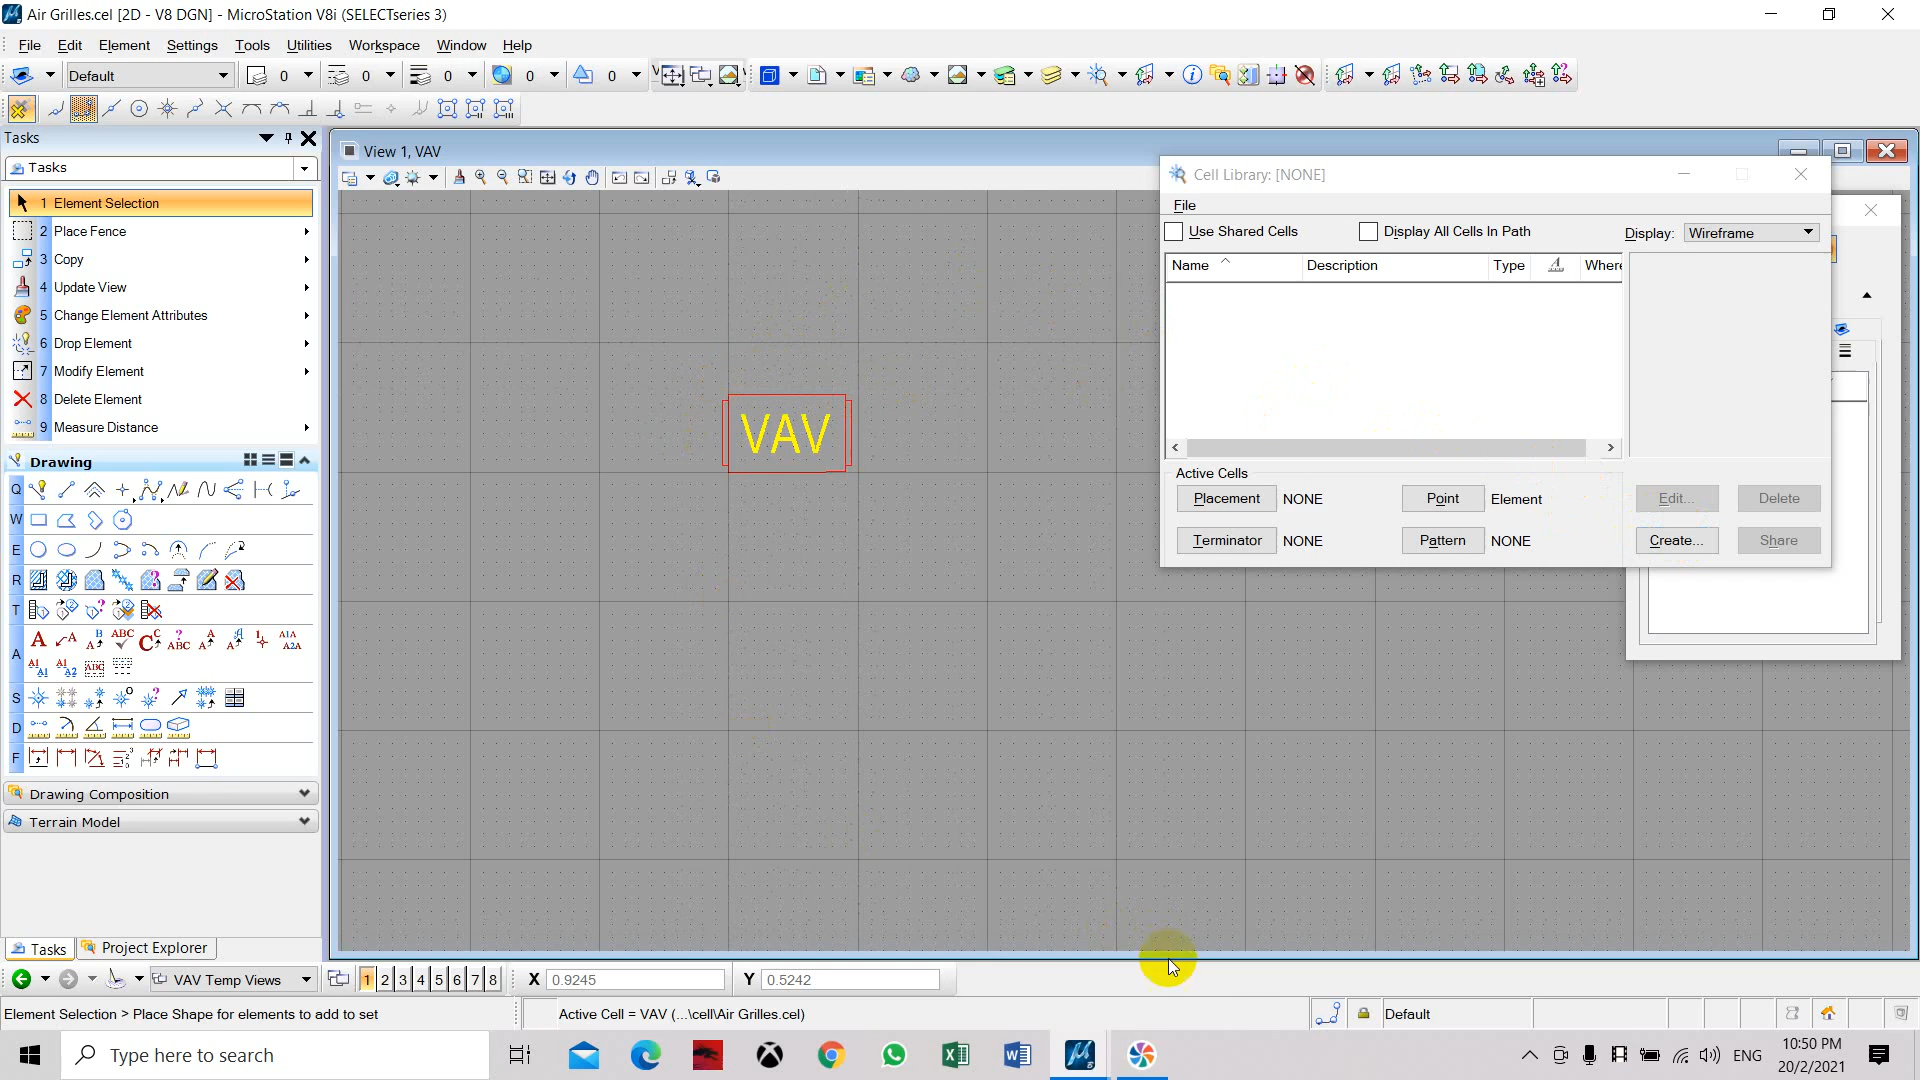 Air Grilles.cel [2D - V8 DGN] - MicroStation V8i (SELECTseries 3)
File Edit Element Settings Tools Utilities Workspace Window Help
Default 0 0 0 0 0
Tasks
Tasks
1 Element Selection
2 Place Fence
3 Copy
4 Update View
5 Change Element Attributes
6 Drop Element
7 Modify Element
8 Delete Element
9 Measure Distance
Drawing
Q
W
E
R
T
A
S
D
F
Drawing Composition
Terrain Model
Tasks Project Explorer
View 1, VAV
VAV
Cell Library: [NONE]
File
Use Shared Cells Display All Cells In Path Display: Wireframe
Name Description Type Where
Active Cells
Placement NONE Point Element Edit... Delete
Terminator NONE Pattern NONE Create... Share
VAV Temp Views 1 2 3 4 5 6 7 8 X 0.9245 Y 0.5242
Element Selection > Place Shape for elements to add to set Active Cell = VAV (...\cell\Air Grilles.cel) Default
Type here to search
ENG
10:50 PM
20/2/2021